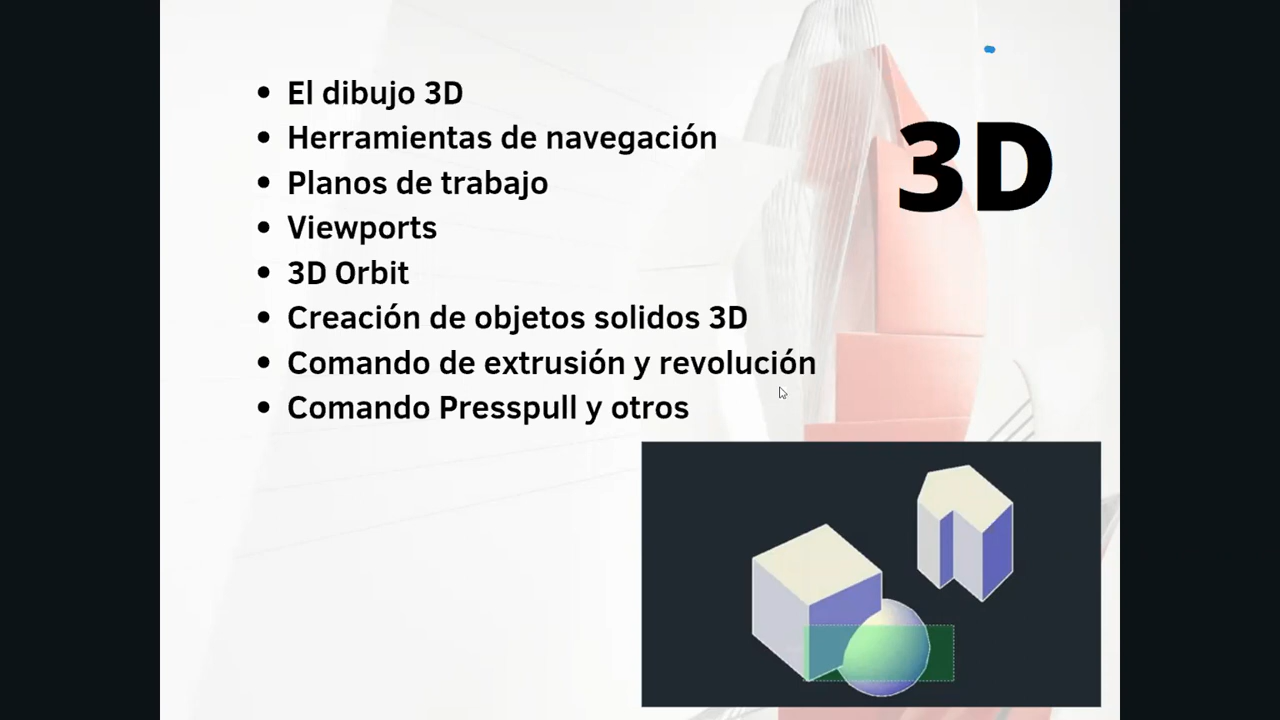 El dibujo 3D
Herramientas de navegación
Planos de trabajo
Viewports
3D Orbit
Creación de objetos solidos 3D
Comando de extrusión y revolución
Comando Presspull y otros
3D